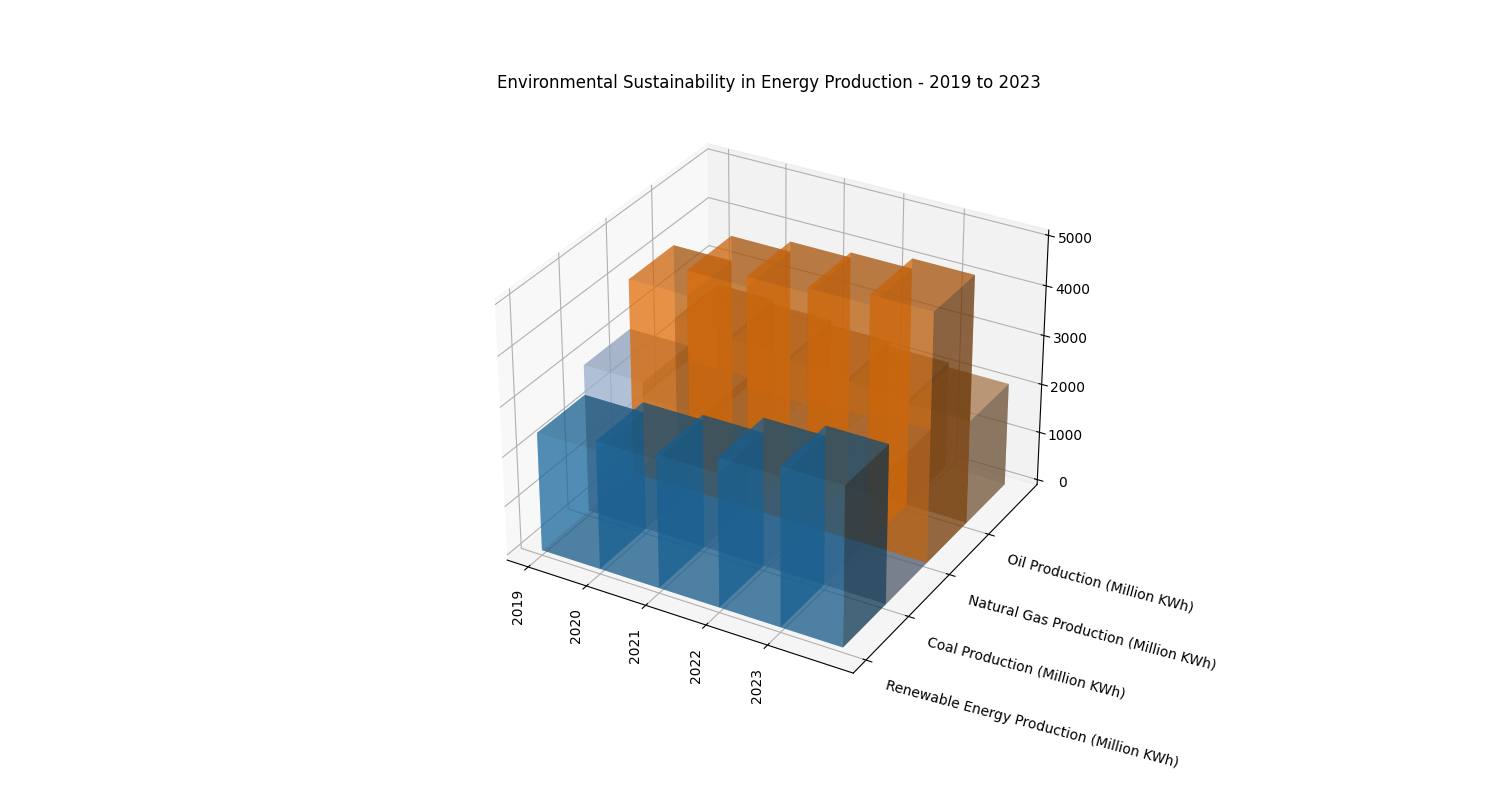 Environmental Sustainability in Energy Production - 2019 to 2023
5000
4000
3000
2000
1000
0
2019
2020
2021
2022
2023
Oil Production (Million KWh)
Natural Gas Production (Million KWh)
Coal Production (Million KWh)
Renewable Energy Production (Million KWh)